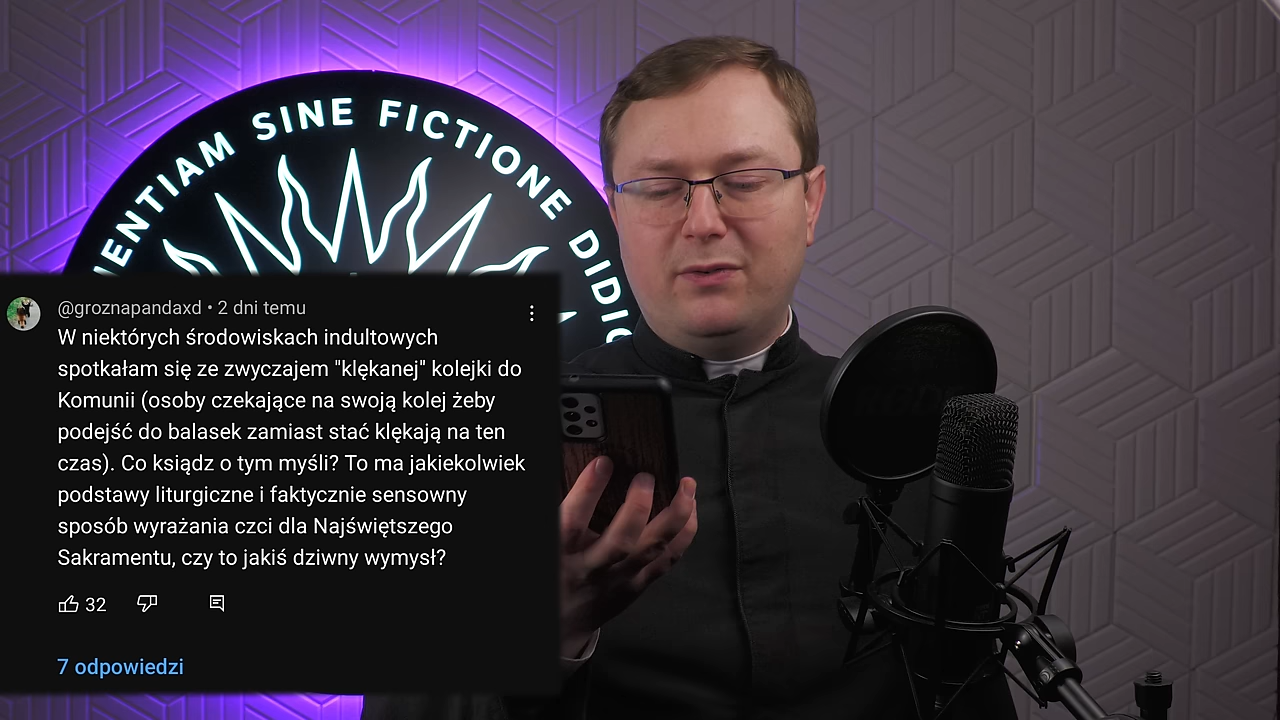 SINE FICTIONE
@groznapandaxd • 2 dni temu
W niektórych środowiskach indultowych
spotkałam się ze zwyczajem "klękanej" kolejki do
Komunii (osoby czekające na swoją kolej żeby
podejść do balasek zamiast stać klękają na ten
czas). Co ksiądz o tym myśli? To ma jakiekolwiek
podstawy liturgiczne i faktycznie sensowny
sposób wyrażania czci dla Najświętszego
Sakramentu, czy to jakiś dziwny wymysł?
32
7 odpowiedzi